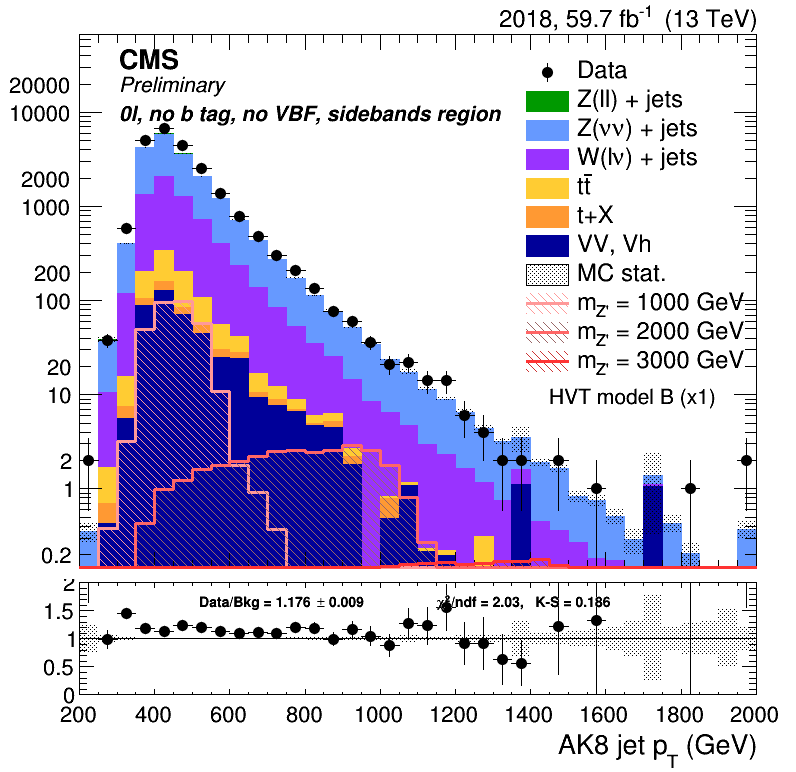 2018, 59.7 fb⁻¹ (13 TeV)
CMS
Preliminary
0l, no b tag, no VBF, sidebands region
Data
Z(ll) + jets
Z(νν) + jets
W(lν) + jets
tt̅
t+X
VV, Vh
MC stat.
m_Z' = 1000 GeV
m_Z' = 2000 GeV
m_Z' = 3000 GeV
HVT model B (x1)
20000
10000
2000
1000
200
100
20
10
2
1
0.2
Data/Bkg = 1.176 ± 0.009 χ²/ndf = 2.03, K-S = 0.186
2
1.5
1
0.5
0
200 400 600 800 1000 1200 1400 1600 1800 2000
AK8 jet p_T (GeV)